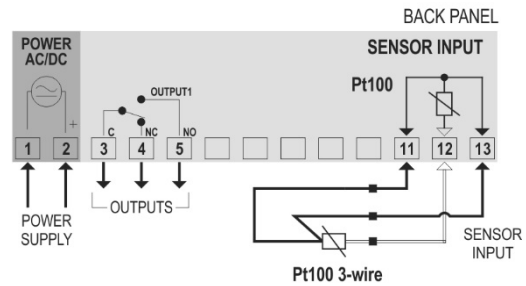 BACK PANEL
POWER
AC/DC
SENSOR INPUT
Pt100
OUTPUT1
+
C
NC
NO
1
2
3
4
5
11
12
13
POWER
SUPPLY
OUTPUTS
SENSOR
INPUT
Pt100 3-wire